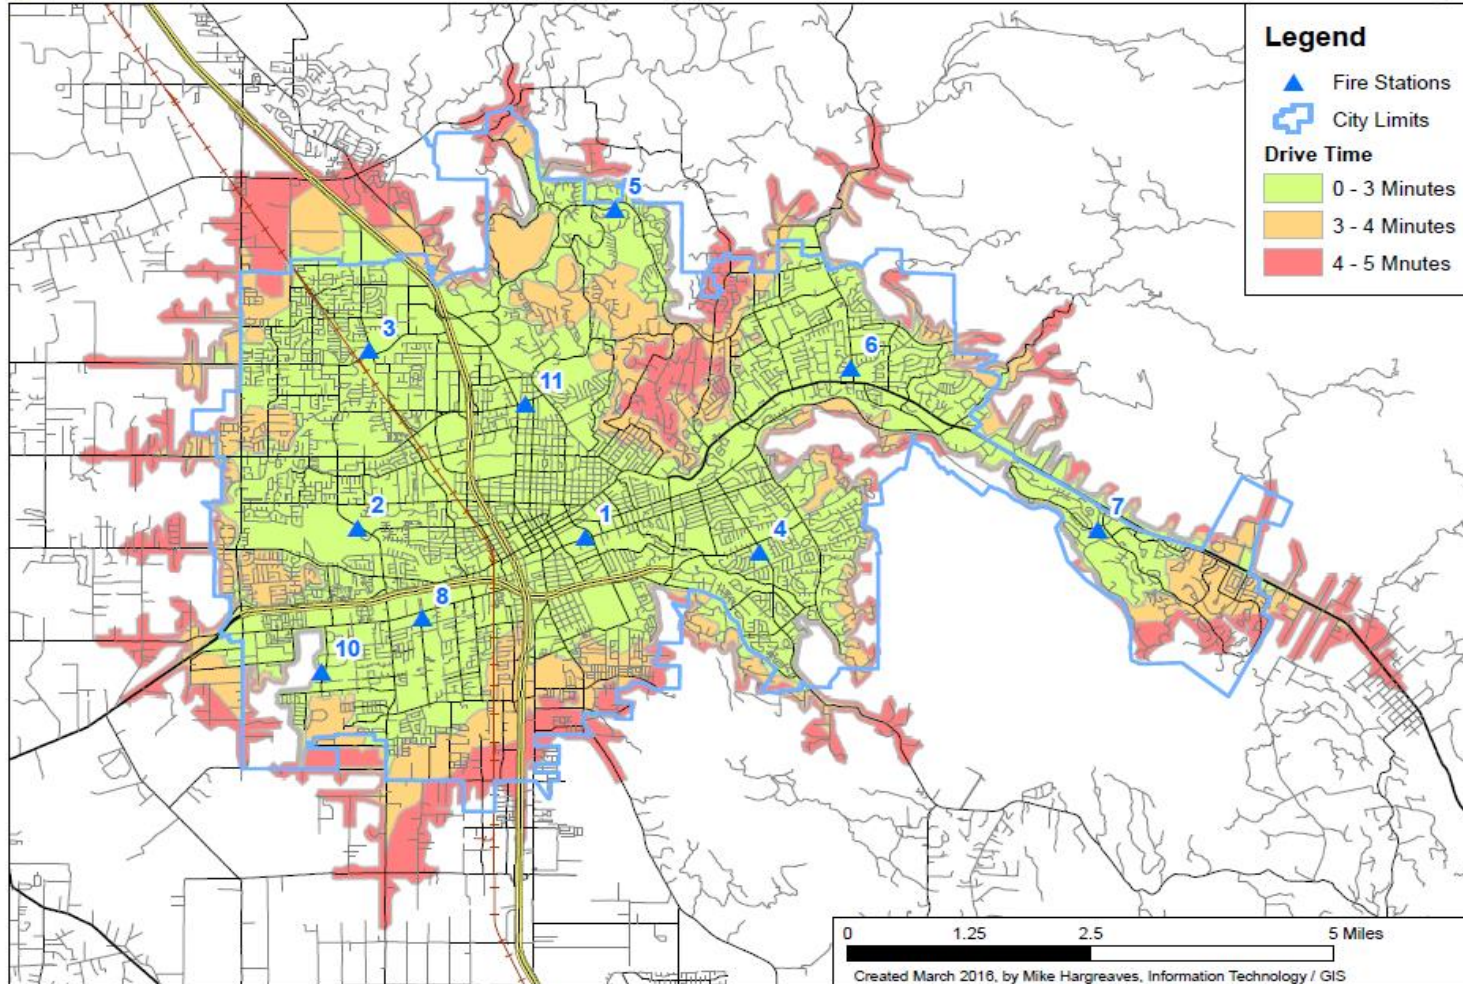 Legend
Fire Stations
City Limits
Drive Time
0 - 3 Minutes
3 - 4 Minutes
4 - 5 Mnutes
5
3
6
11
2
1
7
4
8
10
0 1.25 2.5 5 Miles
Created March 2016, by Mike Hargreaves, Information Technology / GIS